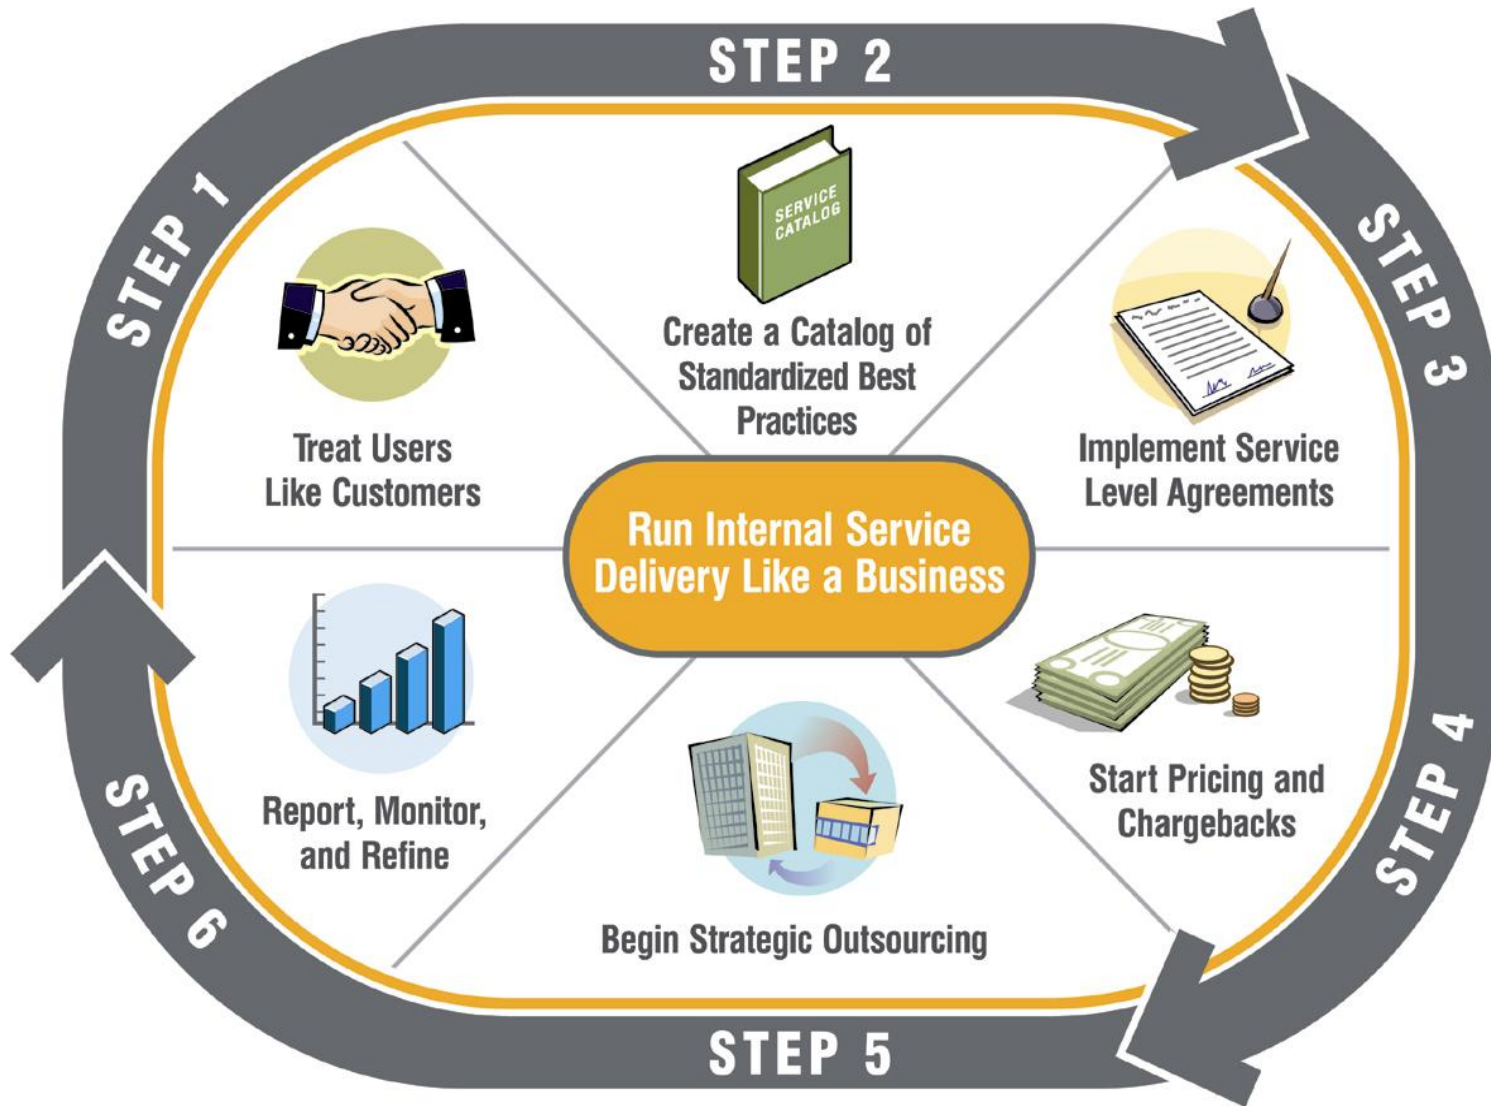 STEP 1
Treat Users
Like Customers
STEP 2
SERVICE
CATALOG
Create a Catalog of
Standardized Best
Practices
STEP 3
Implement Service
Level Agreements
Run Internal Service
Delivery Like a Business
STEP 4
Start Pricing and
Chargebacks
STEP 5
Begin Strategic Outsourcing
STEP 6
Report, Monitor,
and Refine